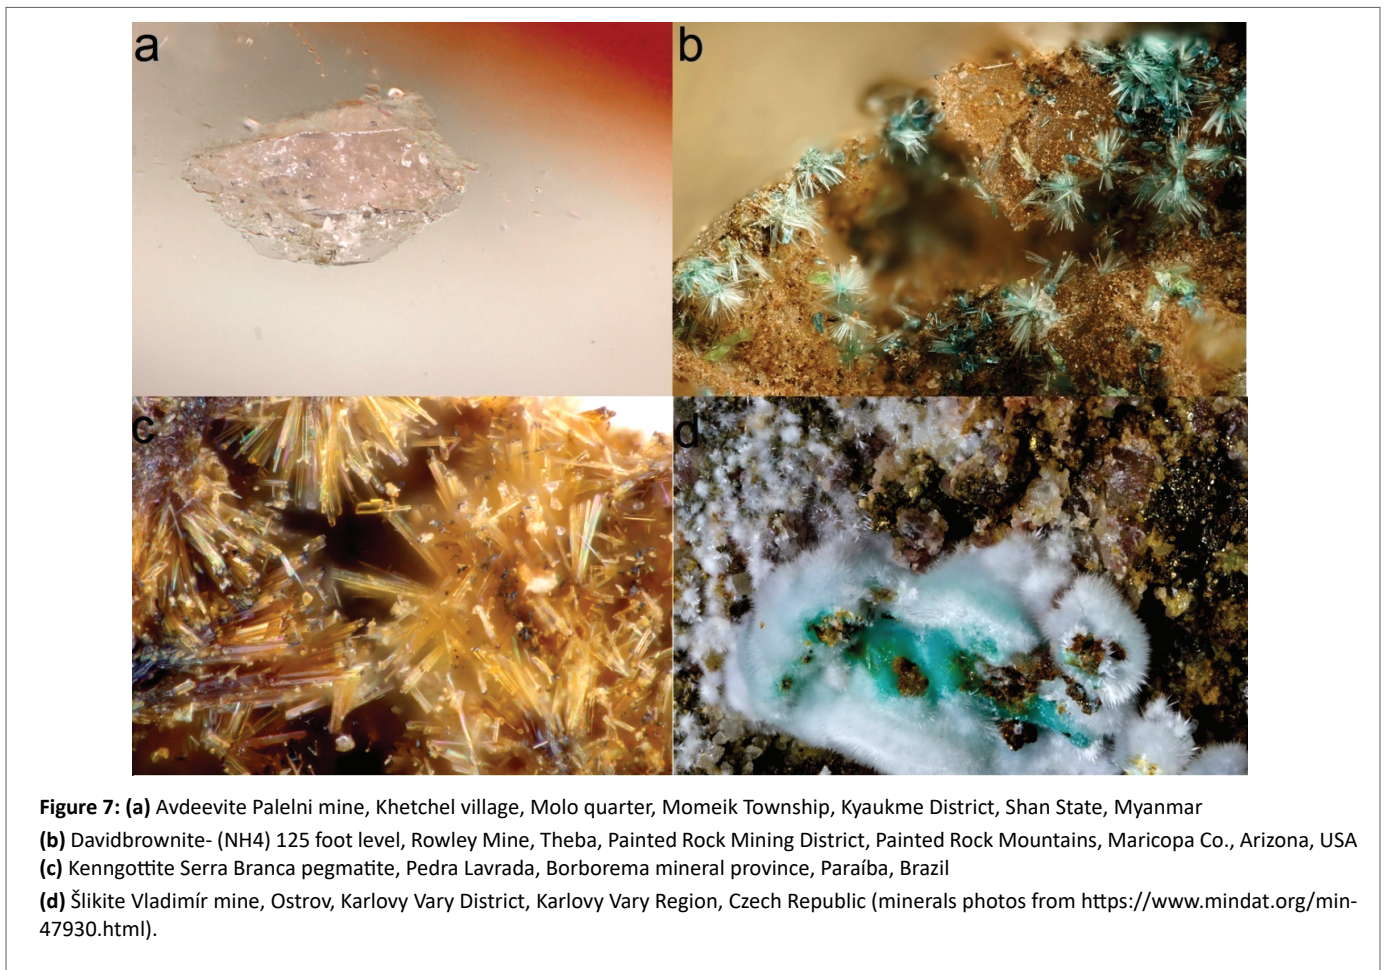 a
b
c
d
Figure 7: (a) Avdeevite Palelni mine, Khetchel village, Molo quarter, Momeik Township, Kyaukme District, Shan State, Myanmar
(b) Davidbrownite- (NH4) 125 foot level, Rowley Mine, Theba, Painted Rock Mining District, Painted Rock Mountains, Maricopa Co., Arizona, USA
(c) Kenngottite Serra Branca pegmatite, Pedra Lavrada, Borborema mineral province, Paraíba, Brazil
(d) Šlikite Vladimír mine, Ostrov, Karlovy Vary District, Karlovy Vary Region, Czech Republic (minerals photos from https://www.mindat.org/min-
47930.html).